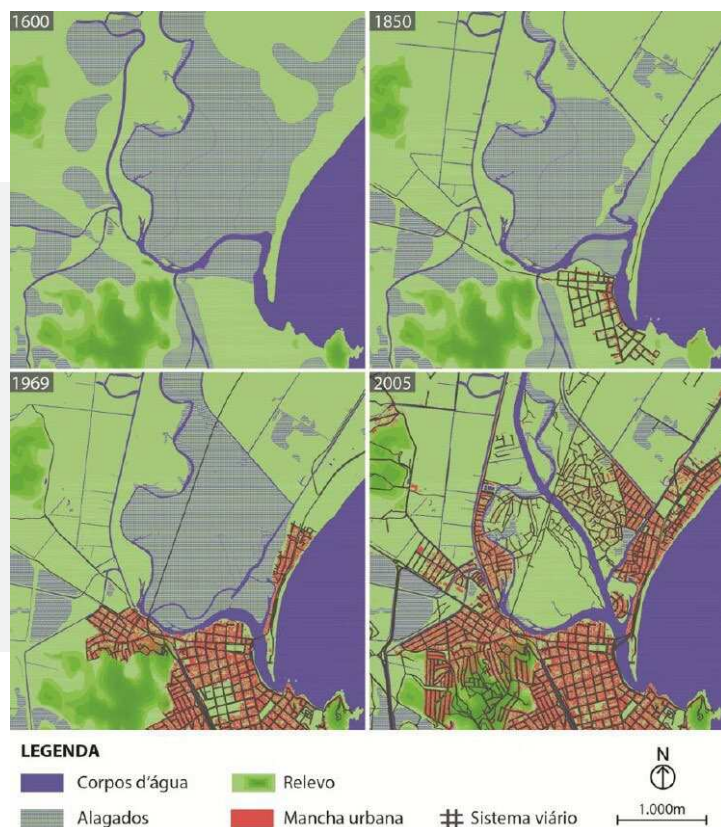 1600
1850
1969
2005
LEGENDA
Corpos d'água
Relevo
N
Alagados
Mancha urbana
Sistema viário
1.000m